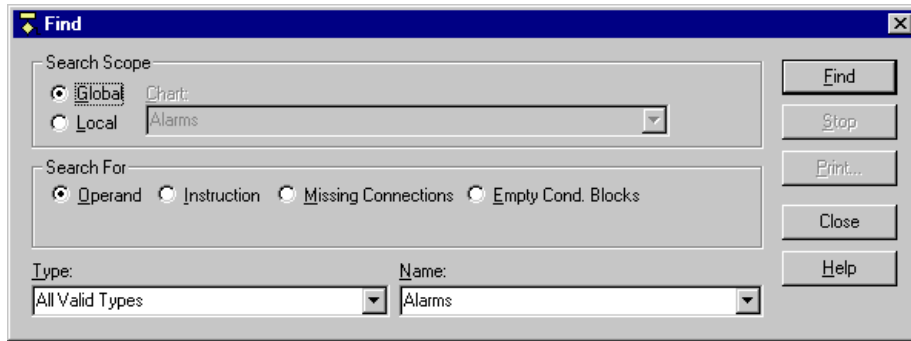 Find
Search Scope
Global Chart:
Local Alarms
Find
Stop
Print...
Close
Help
Search For
Operand Instruction Missing Connections Empty Cond. Blocks
Type: Name:
All Valid Types Alarms